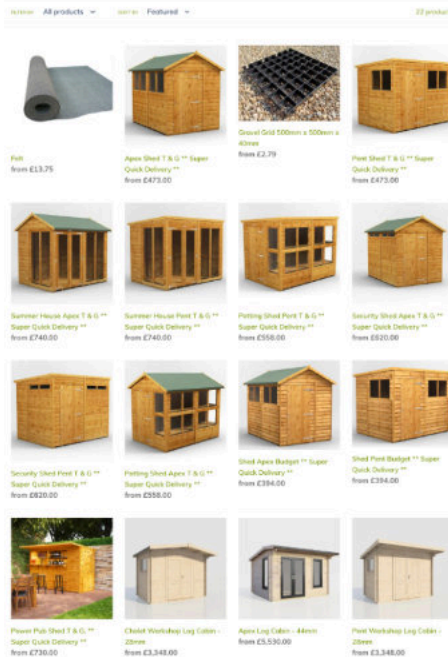 FILTER BY All products SORT BY Featured 22 produc
Felt
from £13.75
Apex Shed T & G ** Super
Quick Delivery **
from £473.00
Gravel Grid 500mm x 500mm x
40mm
from £2.79
Pent Shed T & G ** Super
Quick Delivery **
from £473.00
Summer House Apex T & G **
Super Quick Delivery **
from £740.00
Summer House Pent T & G **
Super Quick Delivery **
from £740.00
Potting Shed Pent T & G **
Super Quick Delivery **
from £558.00
Security Shed Apex T & G **
Super Quick Delivery **
from £620.00
Security Shed Pent T & G **
Super Quick Delivery **
from £620.00
Potting Shed Apex T & G **
Super Quick Delivery **
from £558.00
Shed Apex Budget ** Super
Quick Delivery **
from £394.00
Shed Pent Budget ** Super
Quick Delivery **
from £394.00
Power Pub Shed T & G, **
Super Quick Delivery **
from £730.00
Chalet Workshop Log Cabin -
28mm
from £3,348.00
Apex Log Cabin - 44mm
from £5,530.00
Pent Workshop Log Cabin -
28mm
from £3,348.00